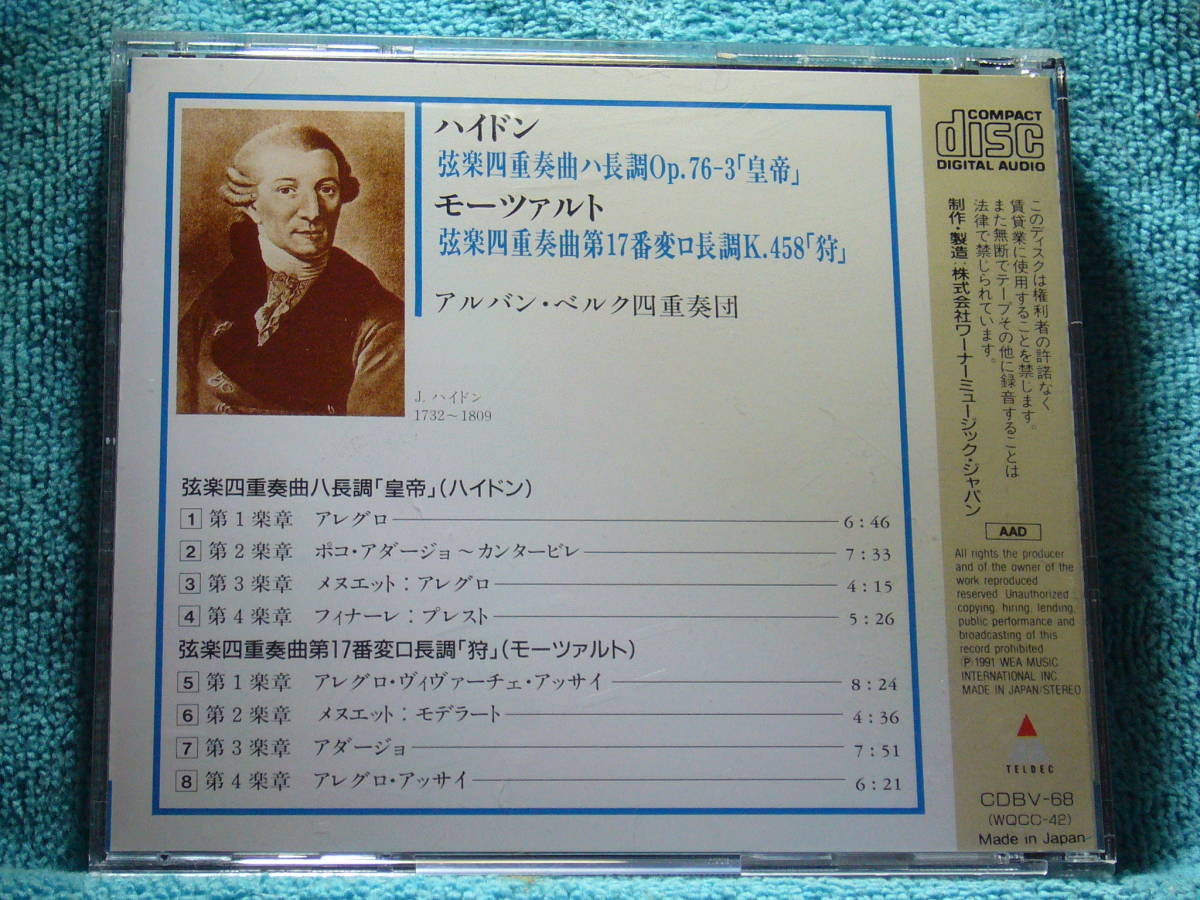 ハイドン
弦楽四重奏曲ハ長調Op.76-3「皇帝」
モーツァルト
弦楽四重奏曲第17番変ロ長調K.458「狩」
アルバン・ベルク四重奏団
J. ハイドン
1732〜1809
弦楽四重奏曲ハ長調「皇帝」(ハイドン)
1 第1楽章 アレグロ 6:46
2 第2楽章 ポコ・アダージョ〜カンタービレ 7:33
3 第3楽章 メヌエット:アレグロ 4:15
4 第4楽章 フィナーレ:プレスト 5:26
弦楽四重奏曲第17番変ロ長調「狩」(モーツァルト)
5 第1楽章 アレグロ・ヴィヴァーチェ・アッサイ 8:24
6 第2楽章 メヌエット:モデラート 4:36
7 第3楽章 アダージョ 7:51
8 第4楽章 アレグロ・アッサイ 6:21
COMPACT
disc
DIGITAL AUDIO
このディスクは権利者の許諾なく
賃貸業に使用することを禁じます。
また無断でテープその他に録音することは
法律で禁じられています。
制作・製造:株式会社ワーナーミュージック・ジャパン
AAD
All rights the producer
and of the owner of the
work reproduced
reserved Unauthorized
copying, hiring, lending,
public performance and
broadcasting of this
record prohibited
Ⓟ1991 WEA MUSIC
INTERNATIONAL INC.
MADE IN JAPAN/STEREO
TELDEC
CDBV-68
(WQCC-42)
Made in Japan